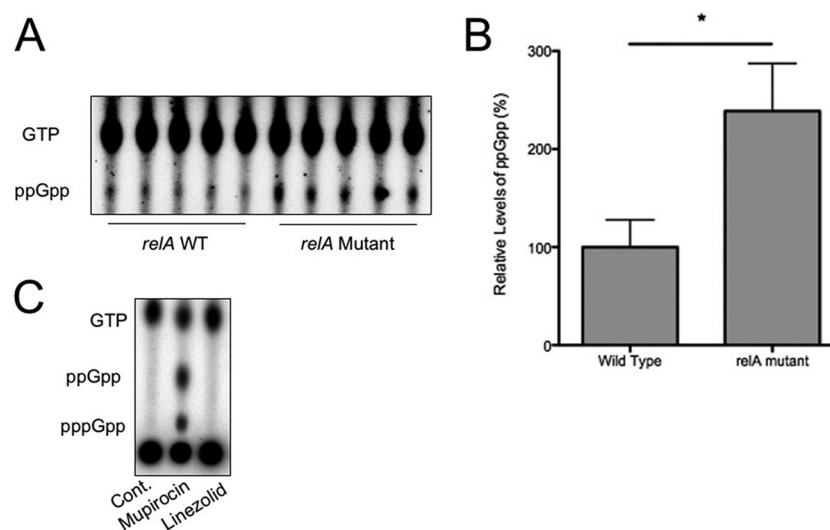 A
GTP
ppGpp
relA WT
relA Mutant
B
*
Relative Levels of ppGpp (%)
300
200
100
0
Wild Type
relA mutant
C
GTP
ppGpp
pppGpp
Cont.
Mupirocin
Linezolid